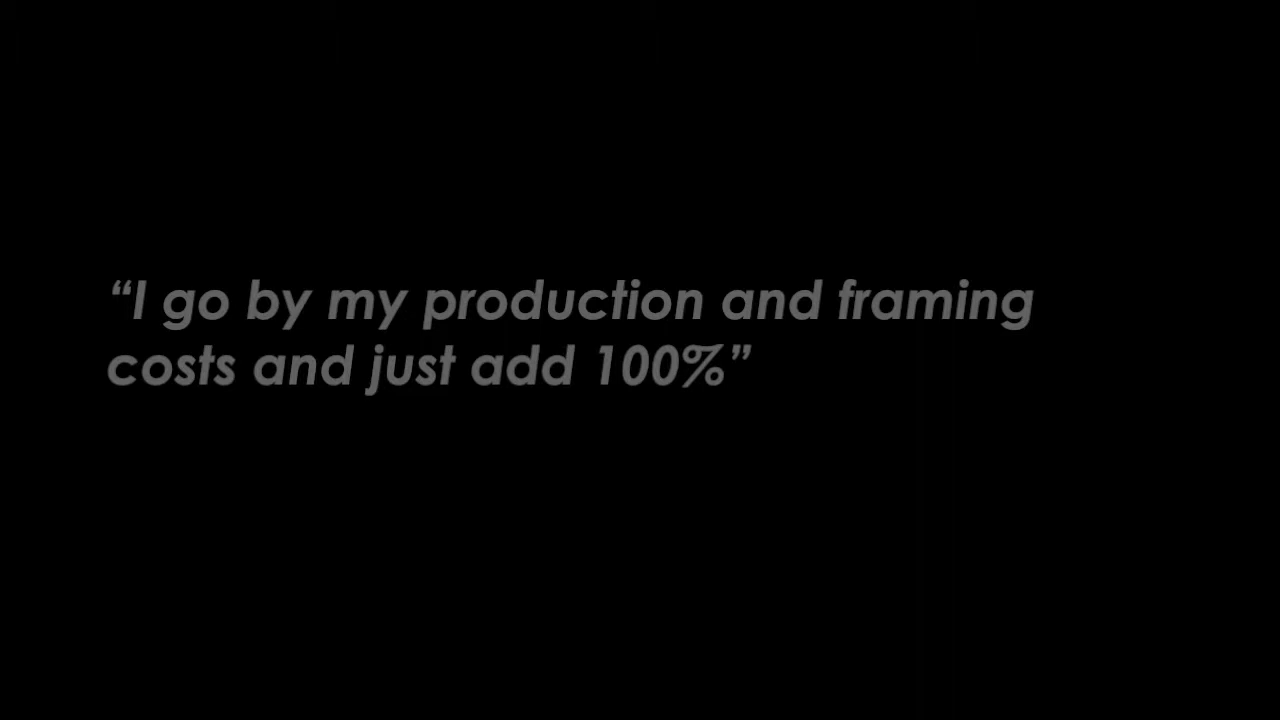 “I go by my production and framing
costs and just add 100%”